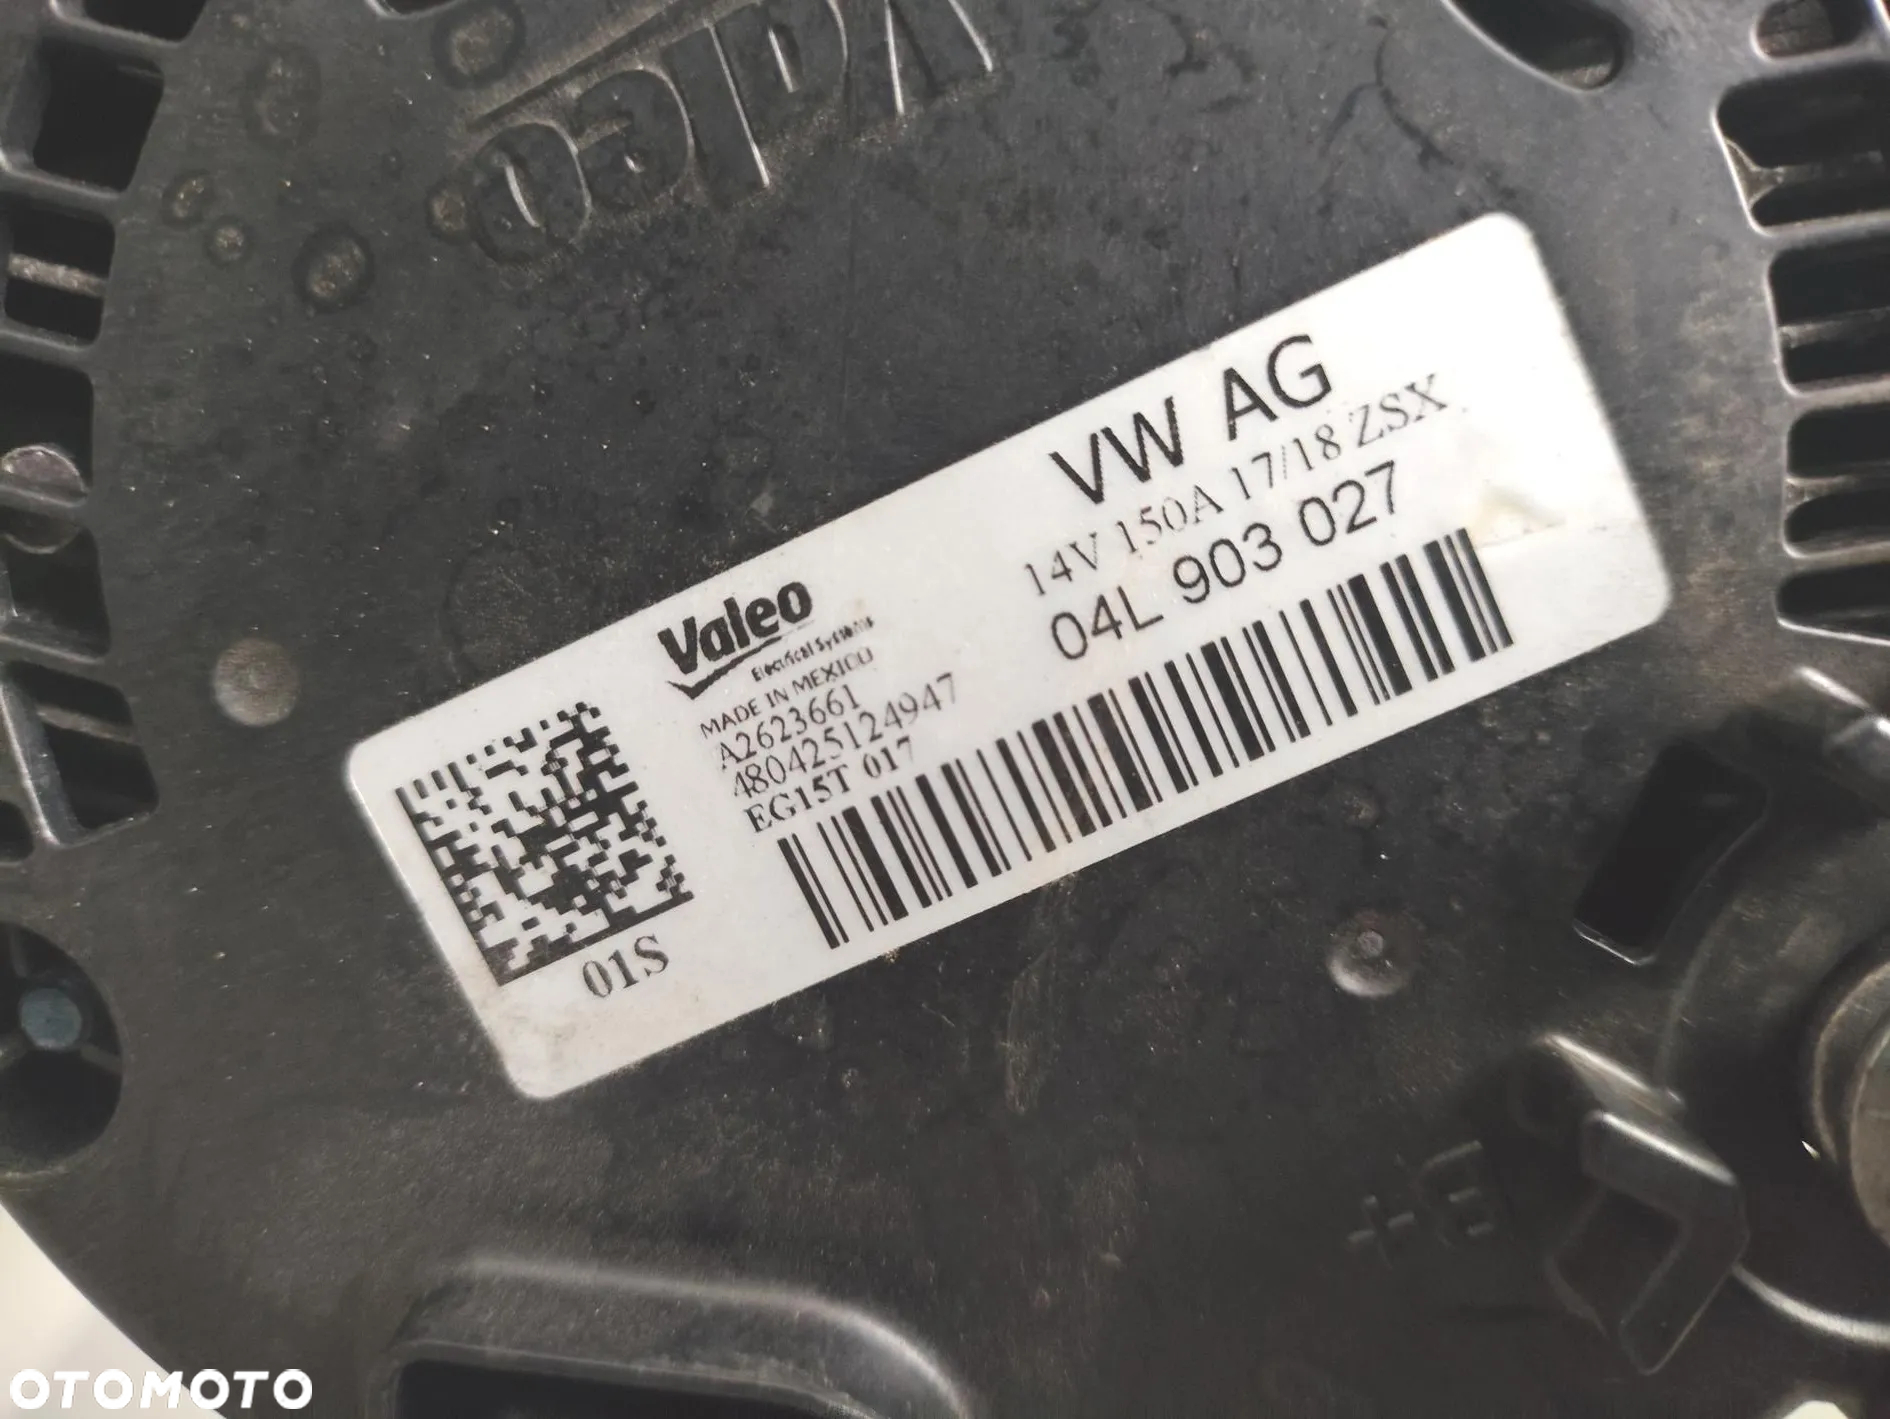 Valeo
VW AG
14V 150A 17/18 ZSX
04L 903 027
Valeo
Electrical Systems
MADE IN MEXICO
A2623661
480425124947
EG15T 017
01S
B+
OTOMOTO